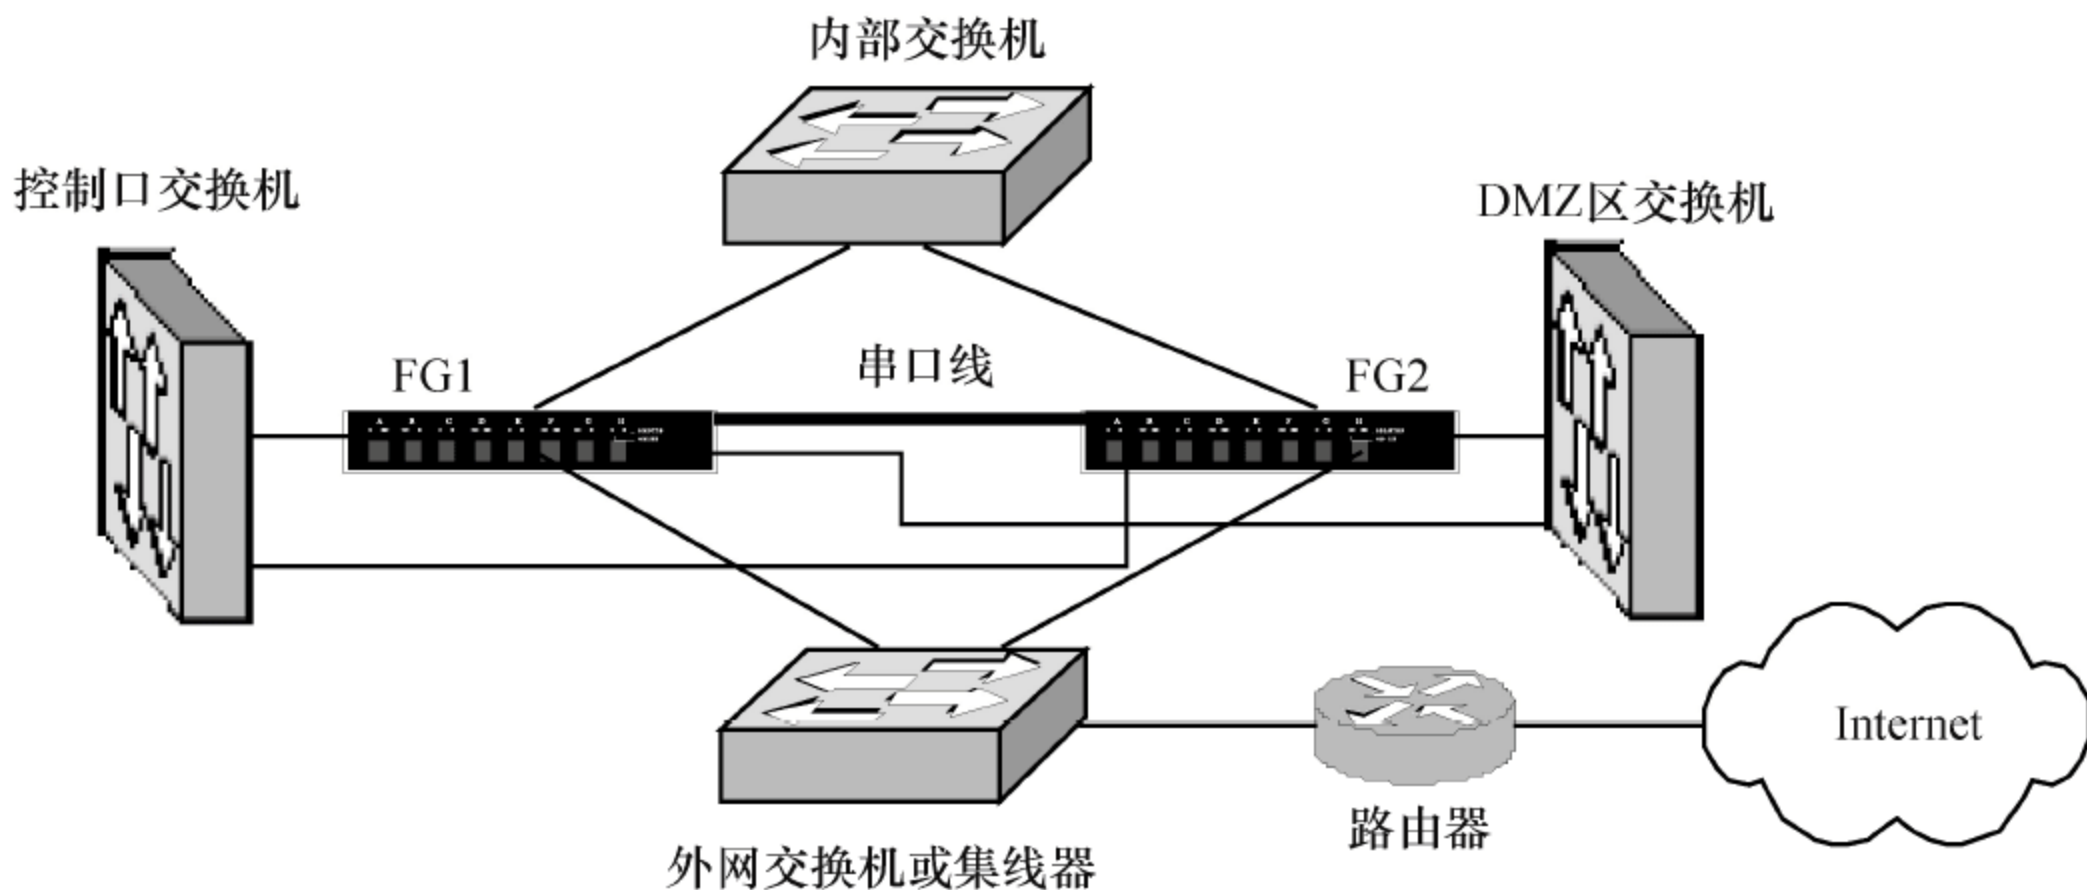 内部交换机
控制口交换机
DMZ区交换机
FG1
串口线
FG2
A B C D E F G H
A B C D E F G H
Internet
路由器
外网交换机或集线器